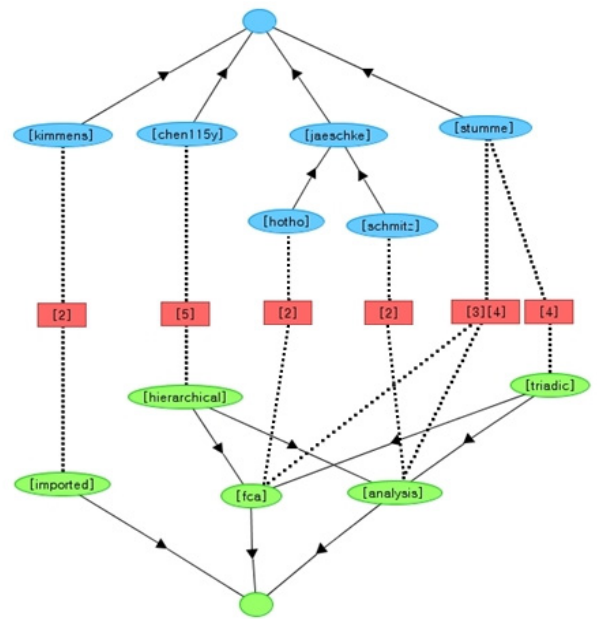 [kimmens]
[chen115y]
[jaeschke]
[stumme]
[hotho]
[schmitz]
[2]
[5]
[2]
[2]
[3][4]
[4]
[hierarchical]
[triadic]
[imported]
[fca]
[analysis]